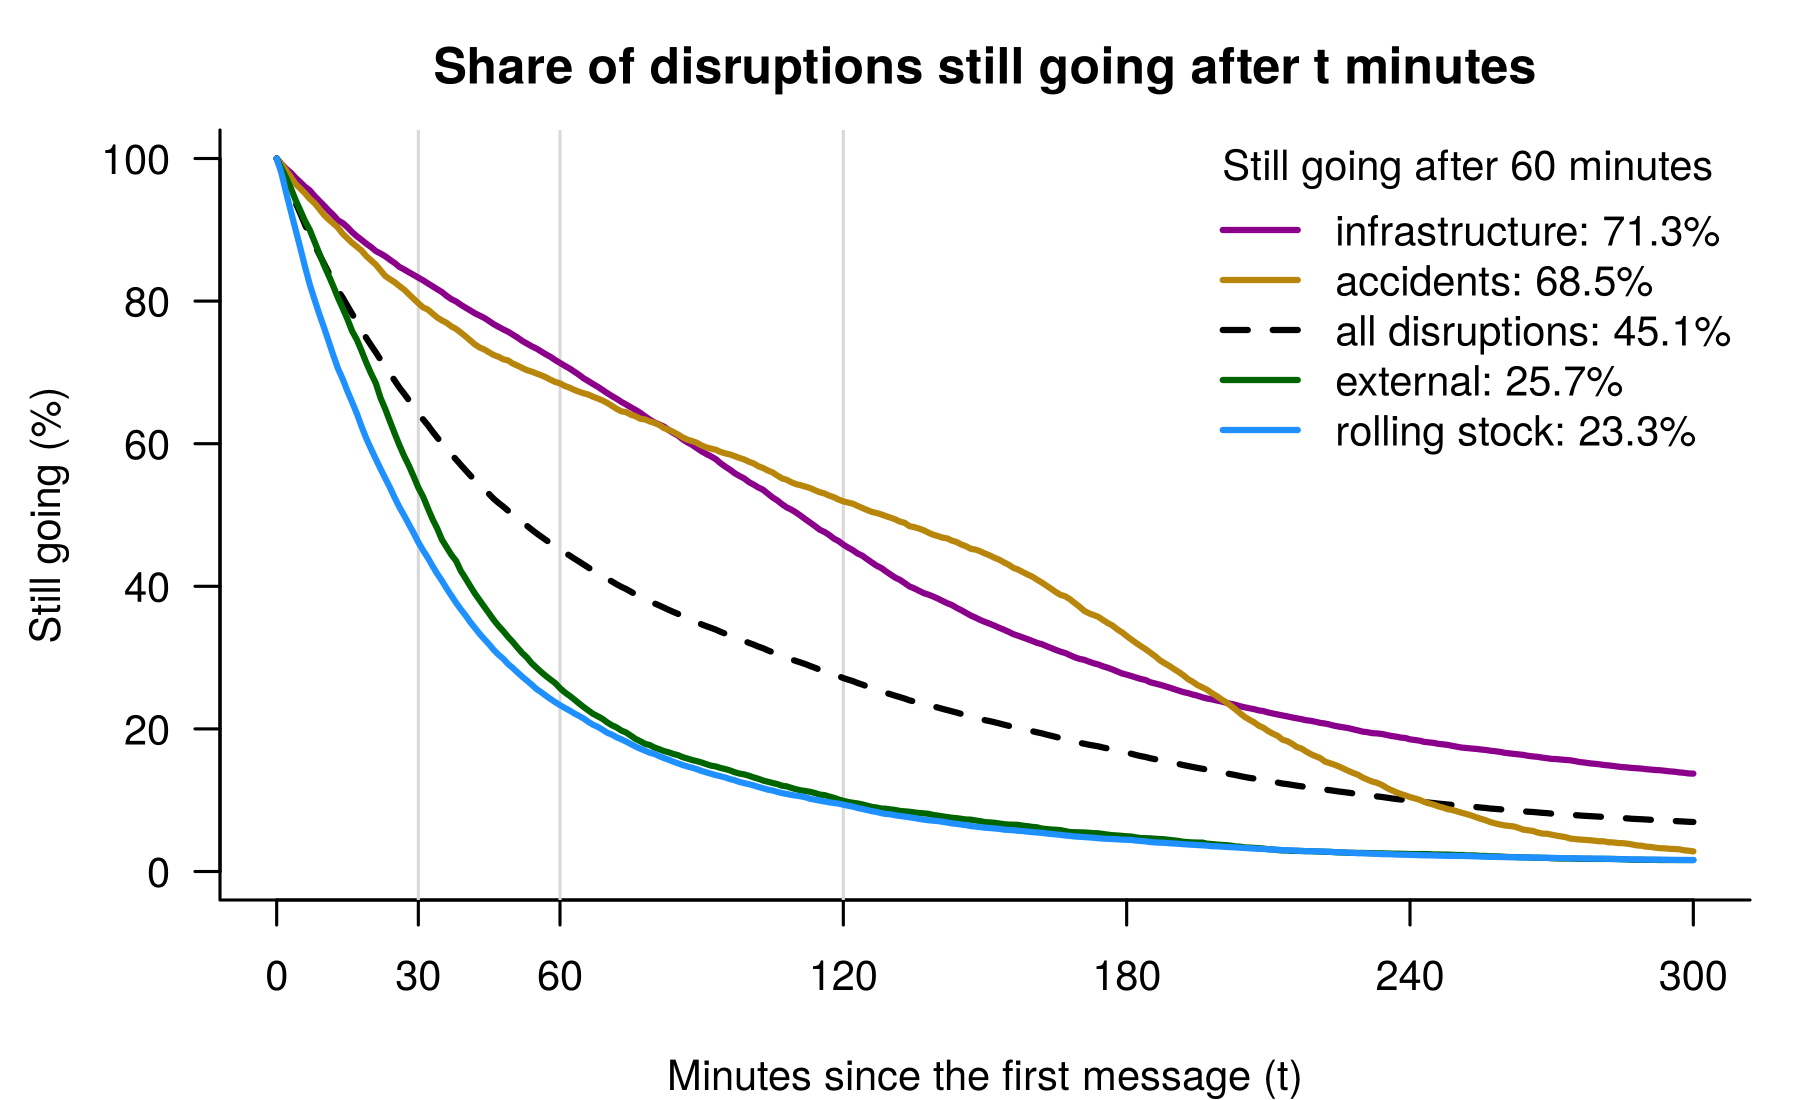 Share of disruptions still going after t minutes
Still going (%)
100
80
60
40
20
0
Still going after 60 minutes
infrastructure: 71.3%
accidents: 68.5%
all disruptions: 45.1%
external: 25.7%
rolling stock: 23.3%
0 30 60 120 180 240 300
Minutes since the first message (t)